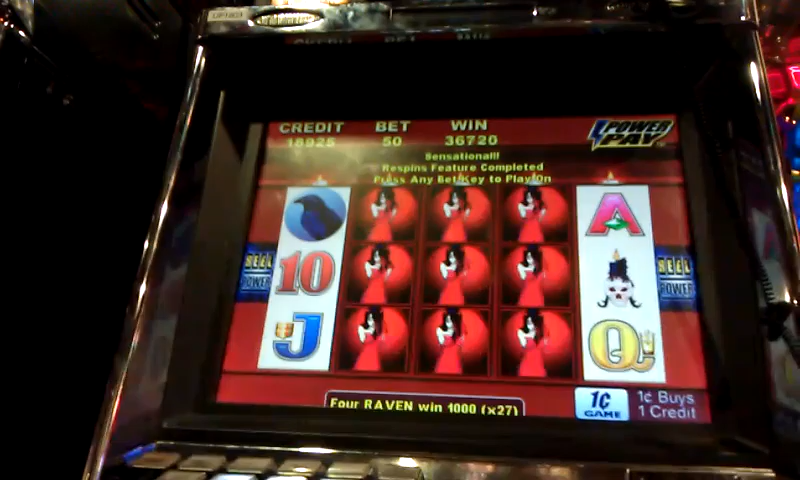 CREDIT BET WIN
18925 50 36720
POWER PAY
Sensational!!
Respins Feature Completed
Press Any Bet Key to Play On
A
10
J
Q
REEL POWER
REEL POWER
Four RAVEN win 1000 (x27)
1¢ GAME
1¢ Buys
1 Credit